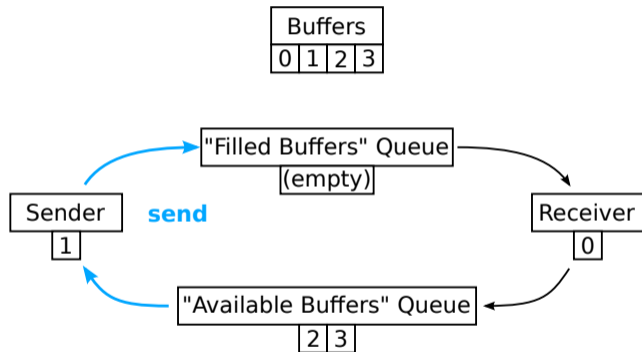 Buffers
0 1 2 3
"Filled Buffers" Queue
(empty)
Sender
1
send
Receiver
0
"Available Buffers" Queue
2 3